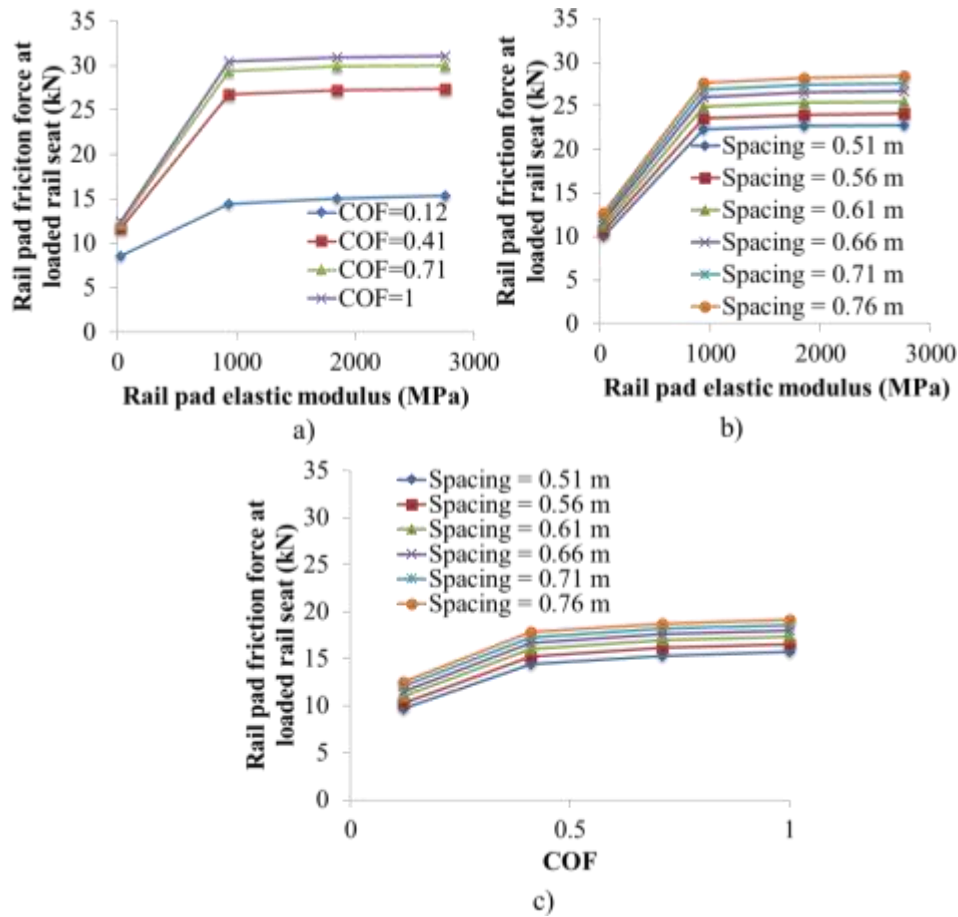 Rail pad friciton force at
loaded rail seat (kN)
35
30
25
20
15
10
5
0
COF=0.12
COF=0.41
COF=0.71
COF=1
0
1000
2000
3000
Rail pad elastic modulus (MPa)
a)
Rail pad friction force at
loaded rail seat (kN)
35
30
25
20
15
10
5
0
Spacing = 0.51 m
Spacing = 0.56 m
Spacing = 0.61 m
Spacing = 0.66 m
Spacing = 0.71 m
Spacing = 0.76 m
0
1000
2000
3000
Rail pad elastic modulus (MPa)
b)
Rail pad friction force at
loaded rail seat (kN)
35
30
25
20
15
10
5
0
Spacing = 0.51 m
Spacing = 0.56 m
Spacing = 0.61 m
Spacing = 0.66 m
Spacing = 0.71 m
Spacing = 0.76 m
0
0.5
1
COF
c)